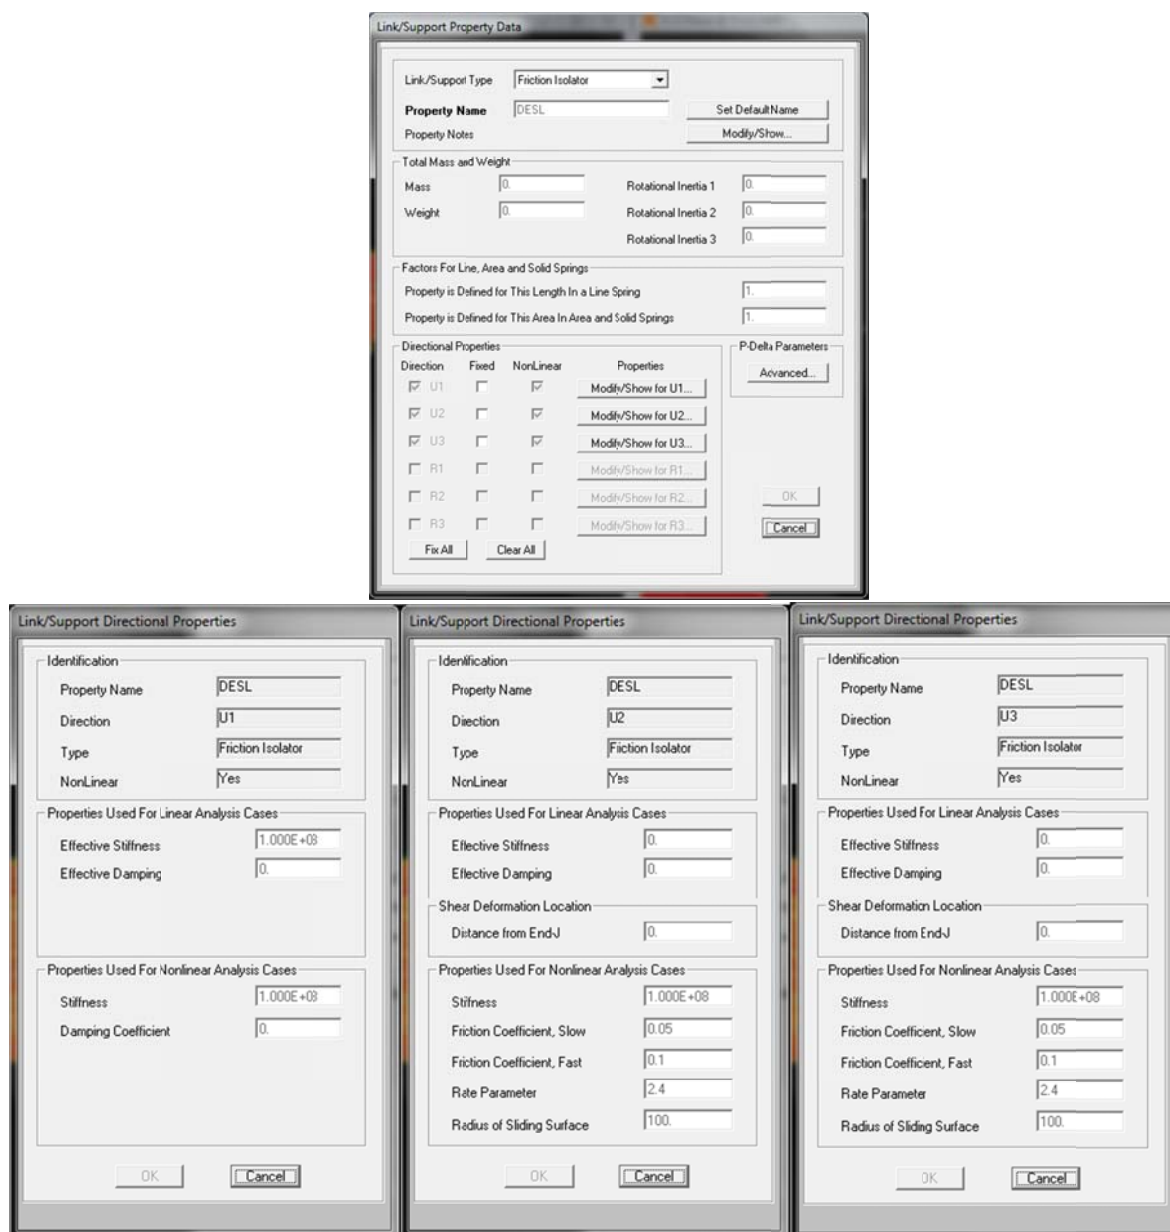 Link/Support Property Data
Link/Support Type Friction Isolator
Property Name DESL Set Default Name
Property Notes Modify/Show...
Total Mass and Weight
Mass 0. Rotational Inertia 1 0.
Weight 0. Rotational Inertia 2 0.
Rotational Inertia 3 0.
Factors For Line, Area and Solid Springs
Property is Defined for This Length In a Line Spring 1.
Property is Defined for This Area In Area and Solid Springs 1.
Directional Properties P-Delta Parameters
Direction Fixed NonLinear Properties Advanced...
U1 Modify/Show for U1...
U2 Modify/Show for U2...
U3 Modify/Show for U3...
R1 Modify/Show for R1...
R2 Modify/Show for R2... OK
R3 Modify/Show for R3... Cancel
Fix All Clear All
Link/Support Directional Properties
Identification
Property Name DESL
Direction U1
Type Friction Isolator
NonLinear Yes
Properties Used For Linear Analysis Cases
Effective Stiffness 1.000E+08
Effective Damping 0.
Properties Used For Nonlinear Analysis Cases
Stiffness 1.000E+08
Damping Coefficient 0.
OK Cancel
Link/Support Directional Properties
Identification
Property Name DESL
Direction U2
Type Friction Isolator
NonLinear Yes
Properties Used For Linear Analysis Cases
Effective Stiffness 0.
Effective Damping 0.
Shear Deformation Location
Distance from End-J 0.
Properties Used For Nonlinear Analysis Cases
Stiffness 1.000E+08
Friction Coefficient, Slow 0.05
Friction Coefficient, Fast 0.1
Rate Parameter 2.4
Radius of Sliding Surface 100.
OK Cancel
Link/Support Directional Properties
Identification
Property Name DESL
Direction U3
Type Friction Isolator
NonLinear Yes
Properties Used For Linear Analysis Cases
Effective Stiffness 0.
Effective Damping 0.
Shear Deformation Location
Distance from End-J 0.
Properties Used For Nonlinear Analysis Cases
Stiffness 1.000E+08
Friction Coefficient, Slow 0.05
Friction Coefficient, Fast 0.1
Rate Parameter 2.4
Radius of Sliding Surface 100.
OK Cancel